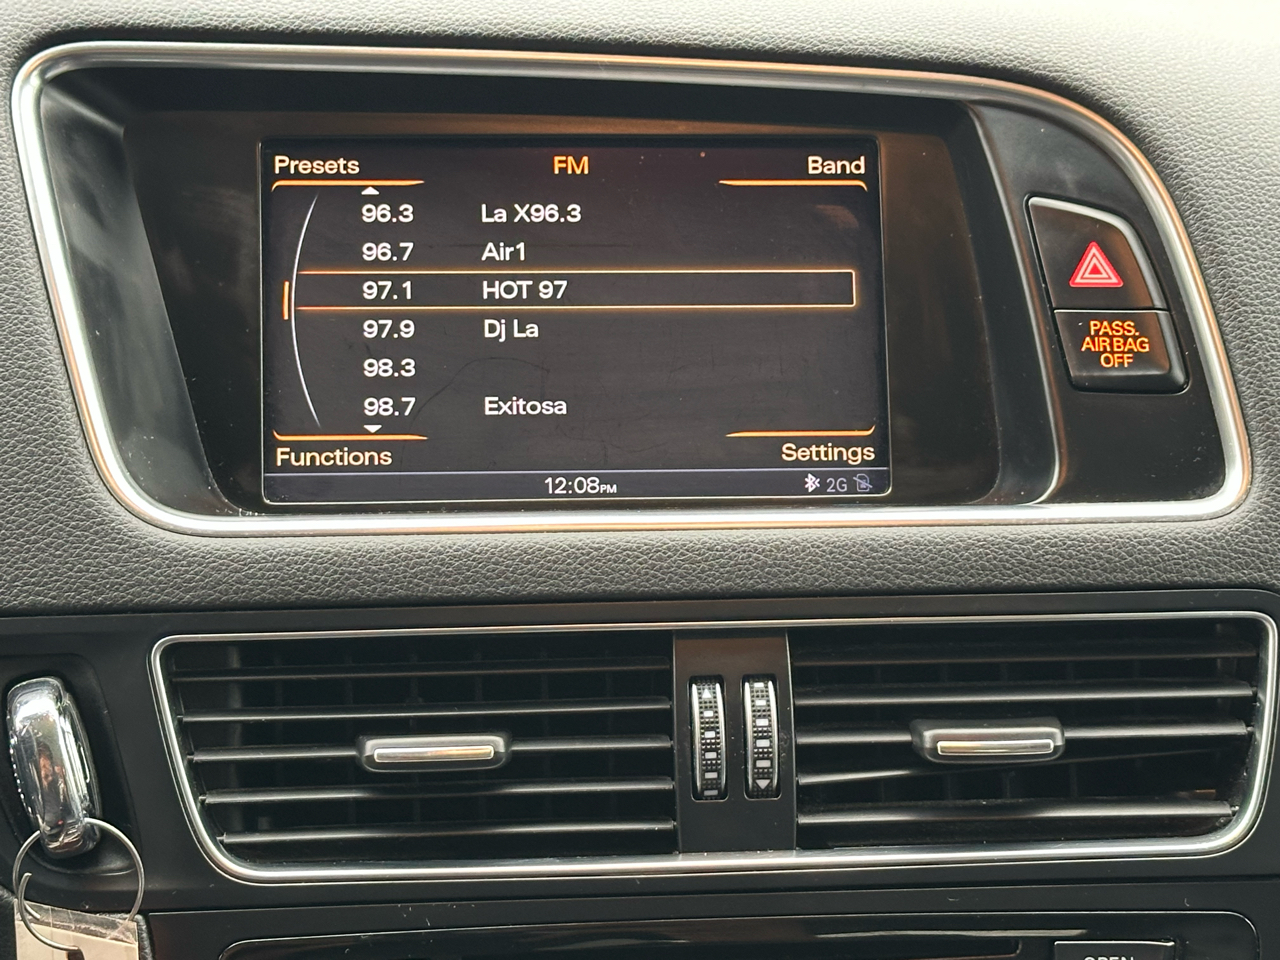 Presets FM Band
96.3 La X96.3
96.7 Air1
97.1 HOT 97
97.9 Dj La
98.3
98.7 Exitosa
Functions Settings
12:08PM 2G
PASS.
AIR BAG
OFF
OPEN